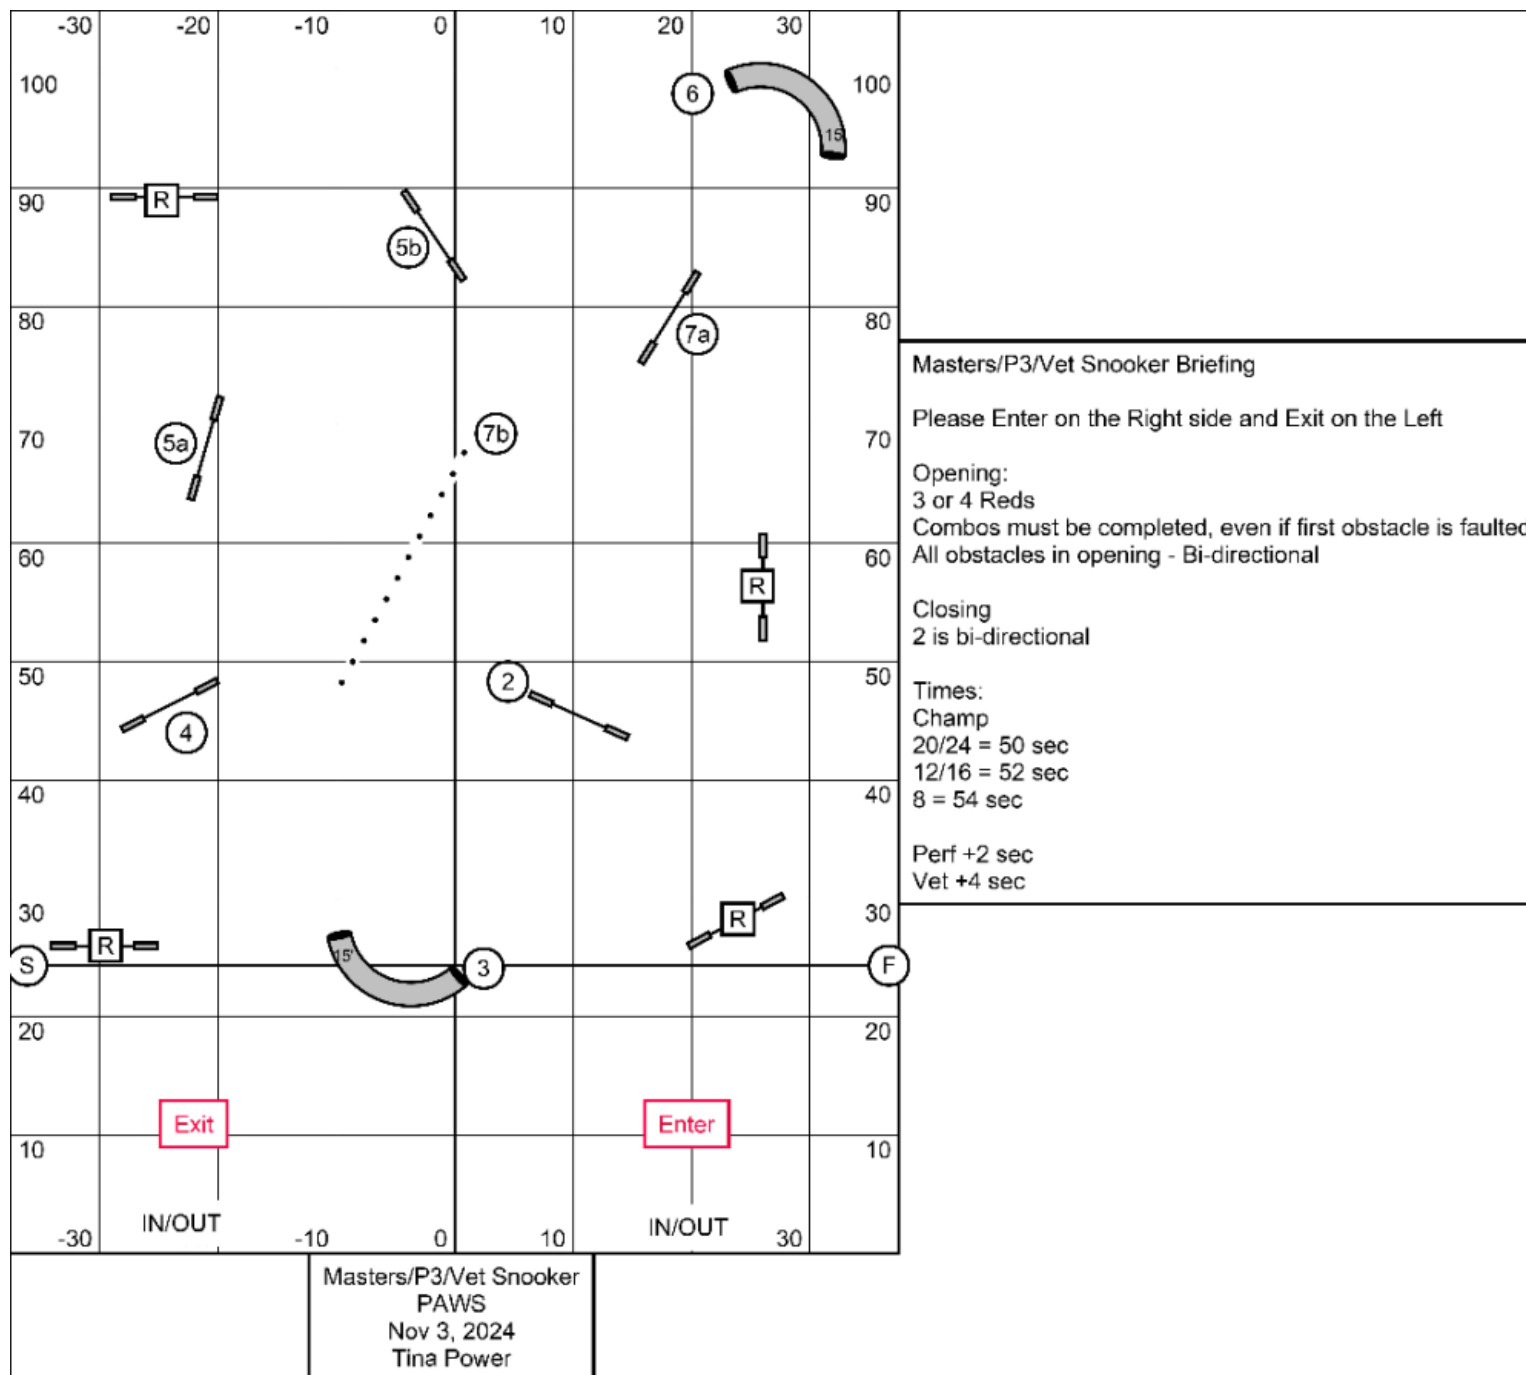 -30 -20 -10 0 10 20 30
100 100
6
15'
90 90
R
5b
80 80
7a
70 70
5a
7b
60 60
R
50 50
2
4
40 40
30 30
R R
15'
S 3 F
20 20
Exit Enter
10 10
IN/OUT IN/OUT
-30 -10 0 10 30
Masters/P3/Vet Snooker
PAWS
Nov 3, 2024
Tina Power
Masters/P3/Vet Snooker Briefing
Please Enter on the Right side and Exit on the Left
Opening:
3 or 4 Reds
Combos must be completed, even if first obstacle is faulted
All obstacles in opening - Bi-directional
Closing
2 is bi-directional
Times:
Champ
20/24 = 50 sec
12/16 = 52 sec
8 = 54 sec
Perf +2 sec
Vet +4 sec